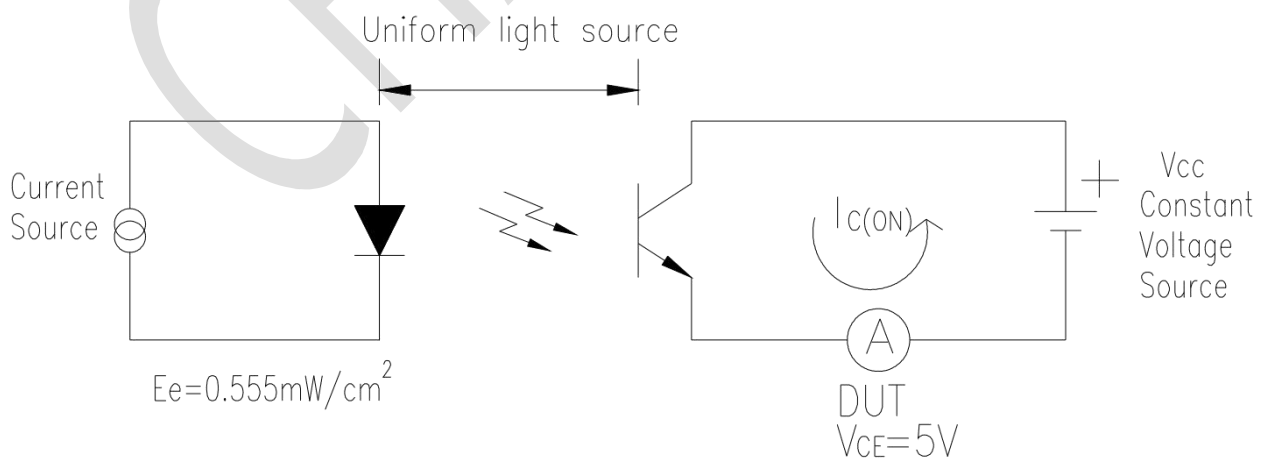 Uniform light source
Current
Source
IC(ON)
+
Vcc
Constant
Voltage
Source
A
Ee=0.555mW/cm²
DUT
VCE=5V